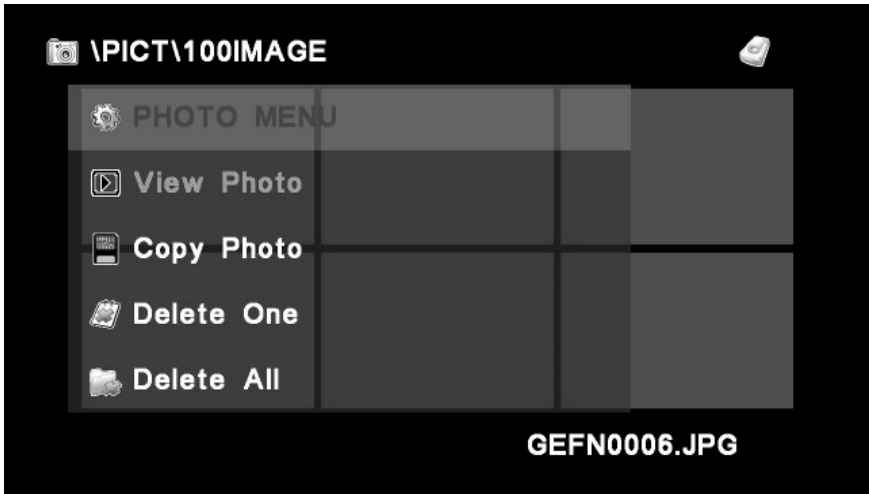 \PICT\100IMAGE
PHOTO MENU
View Photo
Copy Photo
Delete One
Delete All
GEFN0006.JPG